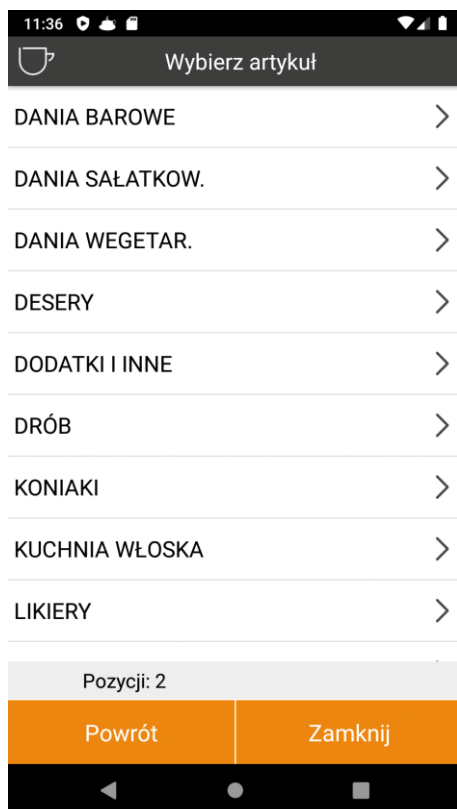 11:36
Wybierz artykuł
DANIA BAROWE
DANIA SAŁATKOW.
DANIA WEGETAR.
DESERY
DODATKI I INNE
DRÓB
KONIAKI
KUCHNIA WŁOSKA
LIKIERY
Pozycji: 2
Powrót
Zamknij